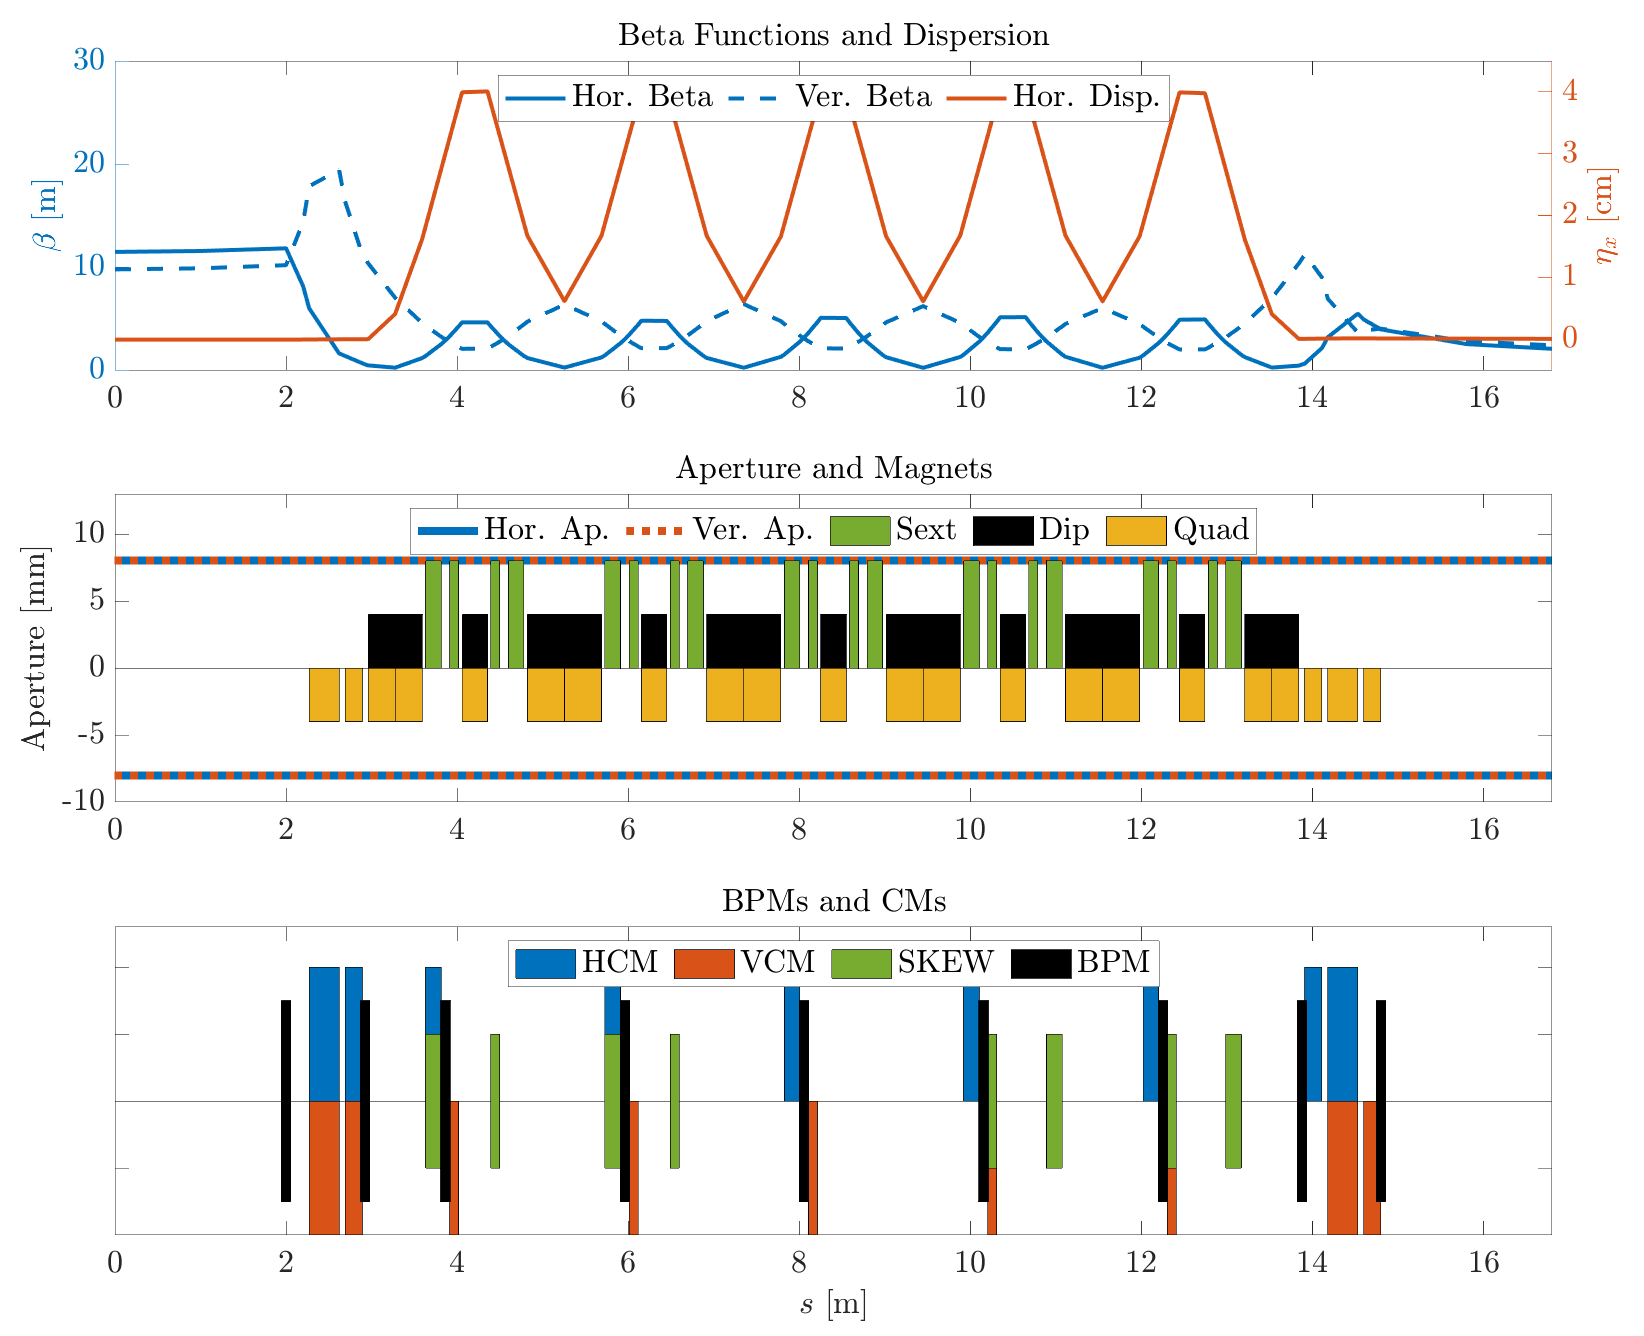 Beta Functions and Dispersion
Hor. Beta Ver. Beta Hor. Disp.
β [m]
30
20
10
0
ηx [cm]
4
3
2
1
0
0 2 4 6 8 10 12 14 16
Aperture and Magnets
Hor. Ap. Ver. Ap. Sext Dip Quad
Aperture [mm]
10
5
0
-5
-10
0 2 4 6 8 10 12 14 16
BPMs and CMs
HCM VCM SKEW BPM
0 2 4 6 8 10 12 14 16
s [m]